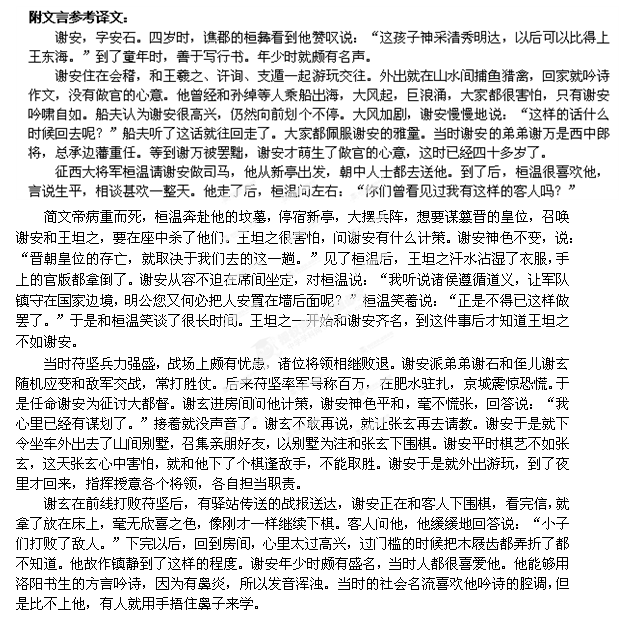 附文言参考译文：
谢安，字安石。四岁时，谯郡的桓彝看到他赞叹说：“这孩子神采清秀明达，以后可以比得上
王东海。”到了童年时，善于写行书。年少时就颇有名声。
谢安住在会稽，和王羲之、许询、支遁一起游玩交往。外出就在山水间捕鱼猎禽，回家就吟诗
作文，没有做官的心意。他曾经和孙绰等人乘船出海，大风起，巨浪涌，大家都很害怕，只有谢安
吟啸自如。船夫认为谢安很高兴，仍然向前划个不停。大风加剧，谢安慢慢地说：“这样的话什么
时候回去呢？”船夫听了这话就往回走了。大家都佩服谢安的雅量。当时谢安的弟弟谢万是西中郎
将，总承边藩重任。等到谢万被罢黜，谢安才萌生了做官的心意，这时已经四十多岁了。
征西大将军桓温请谢安做司马，他从新亭出发，朝中人士都去送他。到了后，桓温很喜欢他，
言说生平，相谈甚欢一整天。他走了后，桓温问左右：“你们曾看见过我有这样的客人吗？”
简文帝病重而死，桓温奔赴他的坟墓，停宿新亭，大摆兵阵，想要谋篡晋的皇位，召唤
谢安和王坦之，要在座中杀了他们。王坦之很害怕，问谢安有什么计策。谢安神色不变，说：
“晋朝皇位的存亡，就取决于我们去的这一趟。”见了桓温后，王坦之汗水沾湿了衣服，手
上的官版都拿倒了。谢安从容不迫在席间坐定，对桓温说：“我听说诸侯遵循道义，让军队
镇守在国家边境，明公您又何必把人安置在墙后面呢？”桓温笑着说：“正是不得已这样做
罢了。”于是和桓温笑谈了很长时间。王坦之一开始和谢安齐名，到这件事后才知道王坦之
不如谢安。
当时苻坚兵力强盛，战场上颇有忧患，诸位将领相继败退。谢安派弟弟谢石和侄儿谢玄
随机应变和敌军交战，常打胜仗。后来苻坚率军号称百万，在肥水驻扎，京城震惊恐慌。于
是任命谢安为征讨大都督。谢玄进房间问他计策，谢安神色平和，毫不慌张，回答说：“我
心里已经有谋划了。”接着就没声音了。谢玄不敢再说，就让张玄再去请教。谢安于是就下
令坐车外出去了山间别墅，召集亲朋好友，以别墅为注和张玄下围棋。谢安平时棋艺不如张
玄，这天张玄心中害怕，就和他下了个棋逢敌手，不能取胜。谢安于是就外出游玩，到了夜
里才回来，指挥授意各个将领，各自担当职责。
谢玄在前线打败苻坚后，有驿站传送的战报送达，谢安正在和客人下围棋，看完信，就
拿了放在床上，毫无欣喜之色，像刚才一样继续下棋。客人问他，他缓缓地回答说：“小子
们打败了敌人。”下完以后，回到房间，心里太过高兴，过门槛的时候把木屐齿都弄折了都
不知道。他故作镇静到了这样的程度。谢安年少时颇有盛名，当时人都很喜爱他。他能够用
洛阳书生的方言吟诗，因为有鼻炎，所以发音浑浊。当时的社会名流喜欢他吟诗的腔调，但
是比不上他，有人就用手捂住鼻子来学。